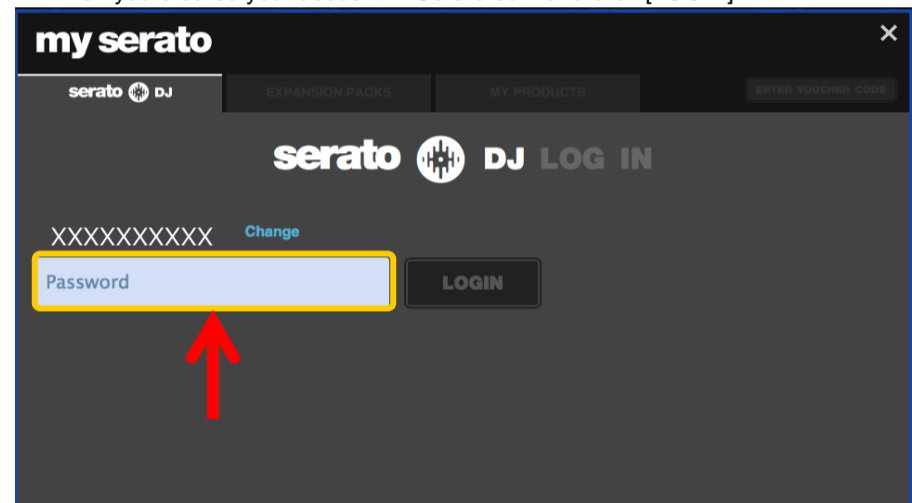 my serato
×
serato DJ EXPANSION PACKS MY PRODUCTS ENTER VOUCHER CODE
serato DJ LOG IN
XXXXXXXXXX Change
Password LOGIN